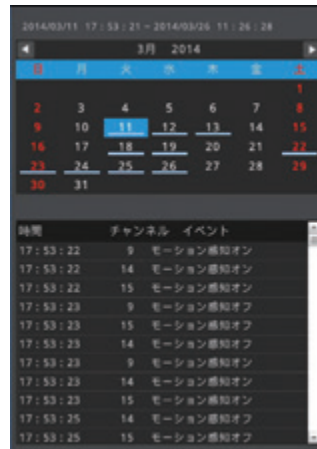 2014/03/11 17：53：21 - 2014/03/26 11：26：28
3月 2014
日 月 火 水 木 金 土
1
2 3 4 5 6 7 8
9 10 11 12 13 14 15
16 17 18 19 20 21 22
23 24 25 26 27 28 29
30 31
時間 チャンネル イベント
17：53：22 9 モーション感知オン
17：53：22 14 モーション感知オン
17：53：22 15 モーション感知オン
17：53：23 9 モーション感知オフ
17：53：23 15 モーション感知オフ
17：53：23 14 モーション感知オフ
17：53：23 9 モーション感知オン
17：53：23 14 モーション感知オン
17：53：23 15 モーション感知オン
17：53：25 14 モーション感知オフ
17：53：25 15 モーション感知オフ